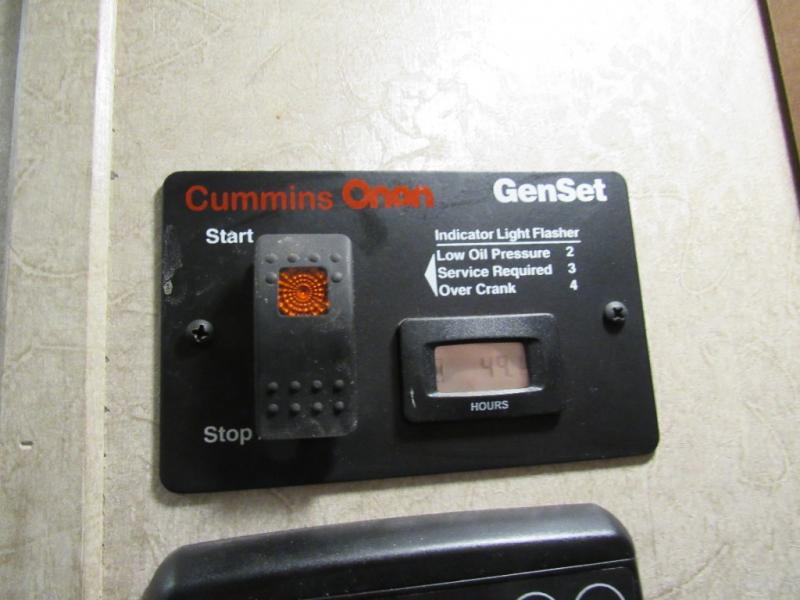 Cummins Onan
GenSet
Start
Indicator Light Flasher
Low Oil Pressure 2
Service Required 3
Over Crank 4
HOURS
Stop